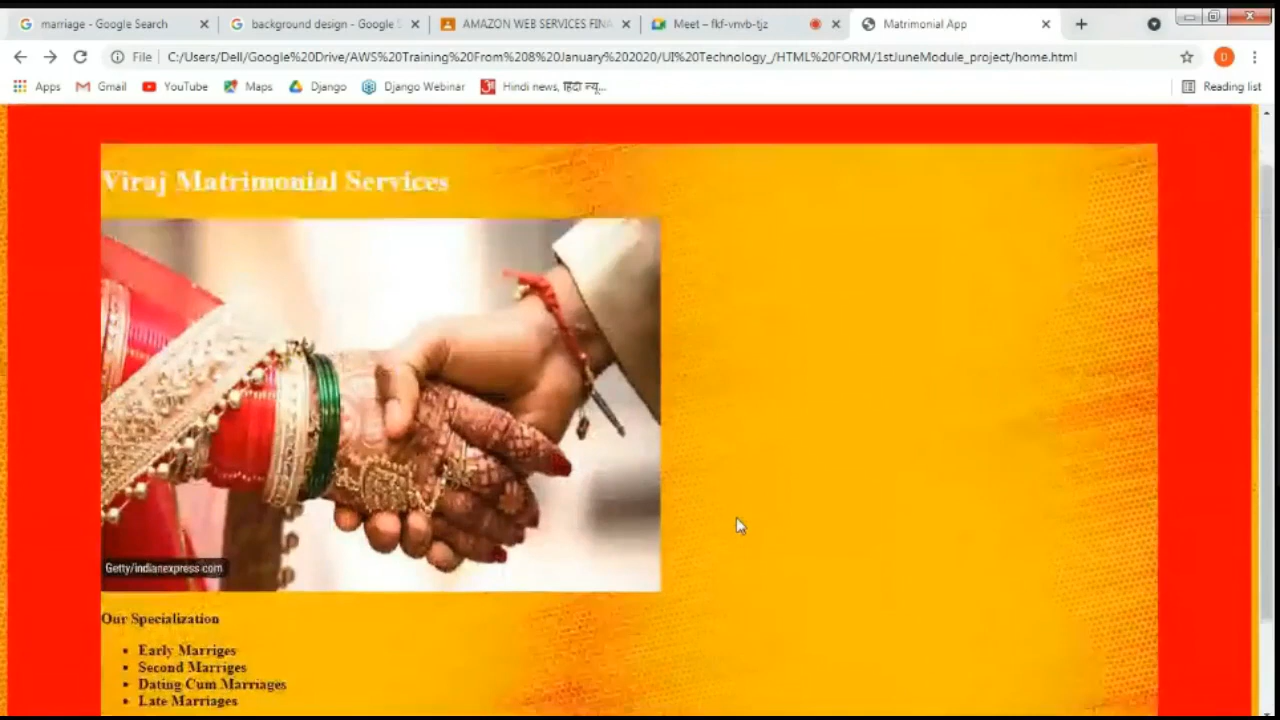 marriage - Google Search
background design - Google S
AMAZON WEB SERVICES FINA
Meet – fkf-vnvb-tjz
Matrimonial App
File
C:/Users/Dell/Google%20Drive/AWS%20Training%20From%208%20January%202020/UI%20Technology_/HTML%20FORM/1stJuneModule_project/home.html
D
Apps
Gmail
YouTube
Maps
Django
Django Webinar
Hindi news, हिंदी न्यू...
Reading list
Viraj Matrimonial Services
Getty/indianexpress.com
Our Specialization
• Early Marriges
• Second Marriges
• Dating Cum Marriages
• Late Marriages